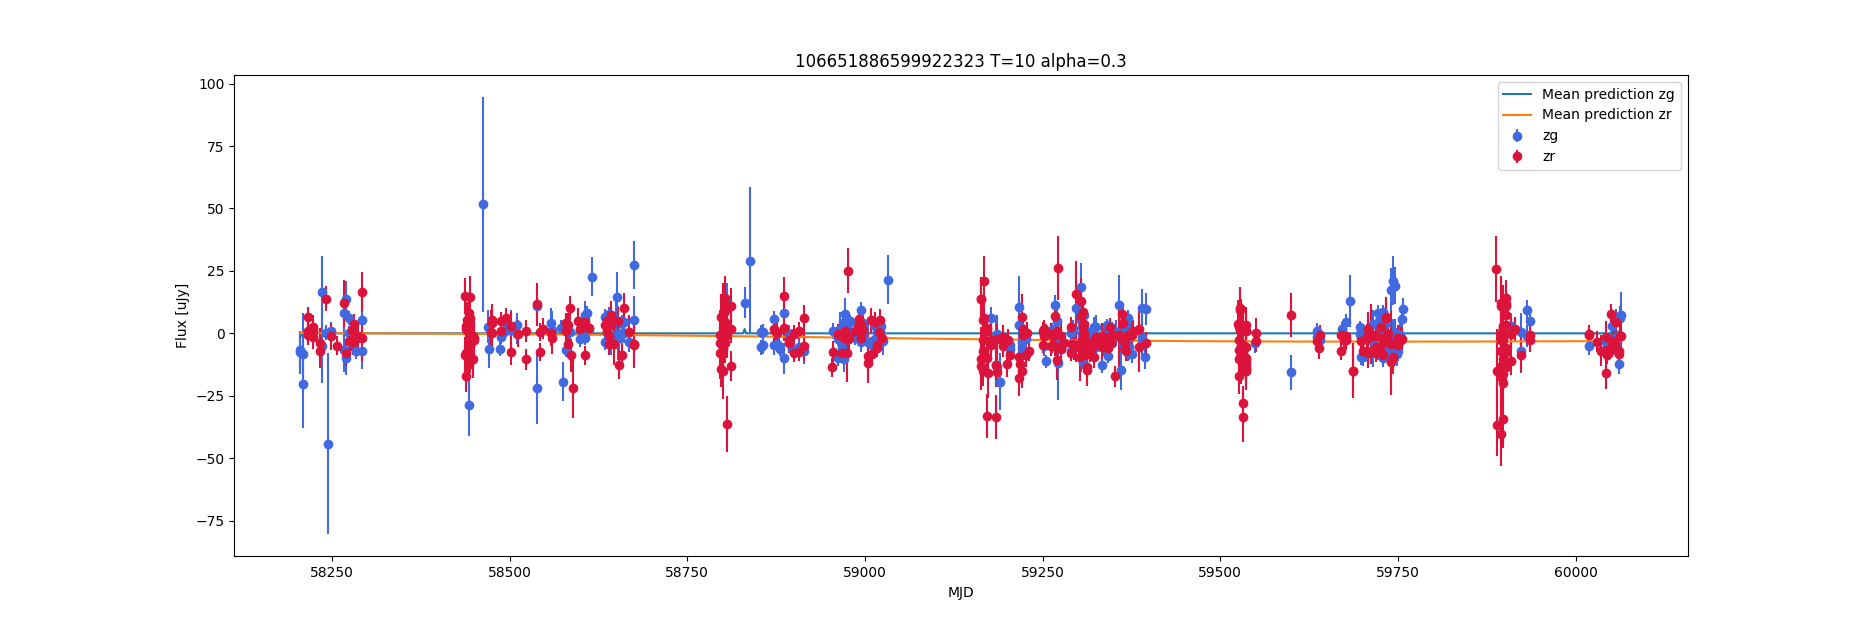 106651886599922323 T=10 alpha=0.3
Flux [uJy]
100
75
50
25
0
−25
−50
−75
Mean prediction zg
Mean prediction zr
zg
zr
58250 58500 58750 59000 59250 59500 59750 60000
MJD